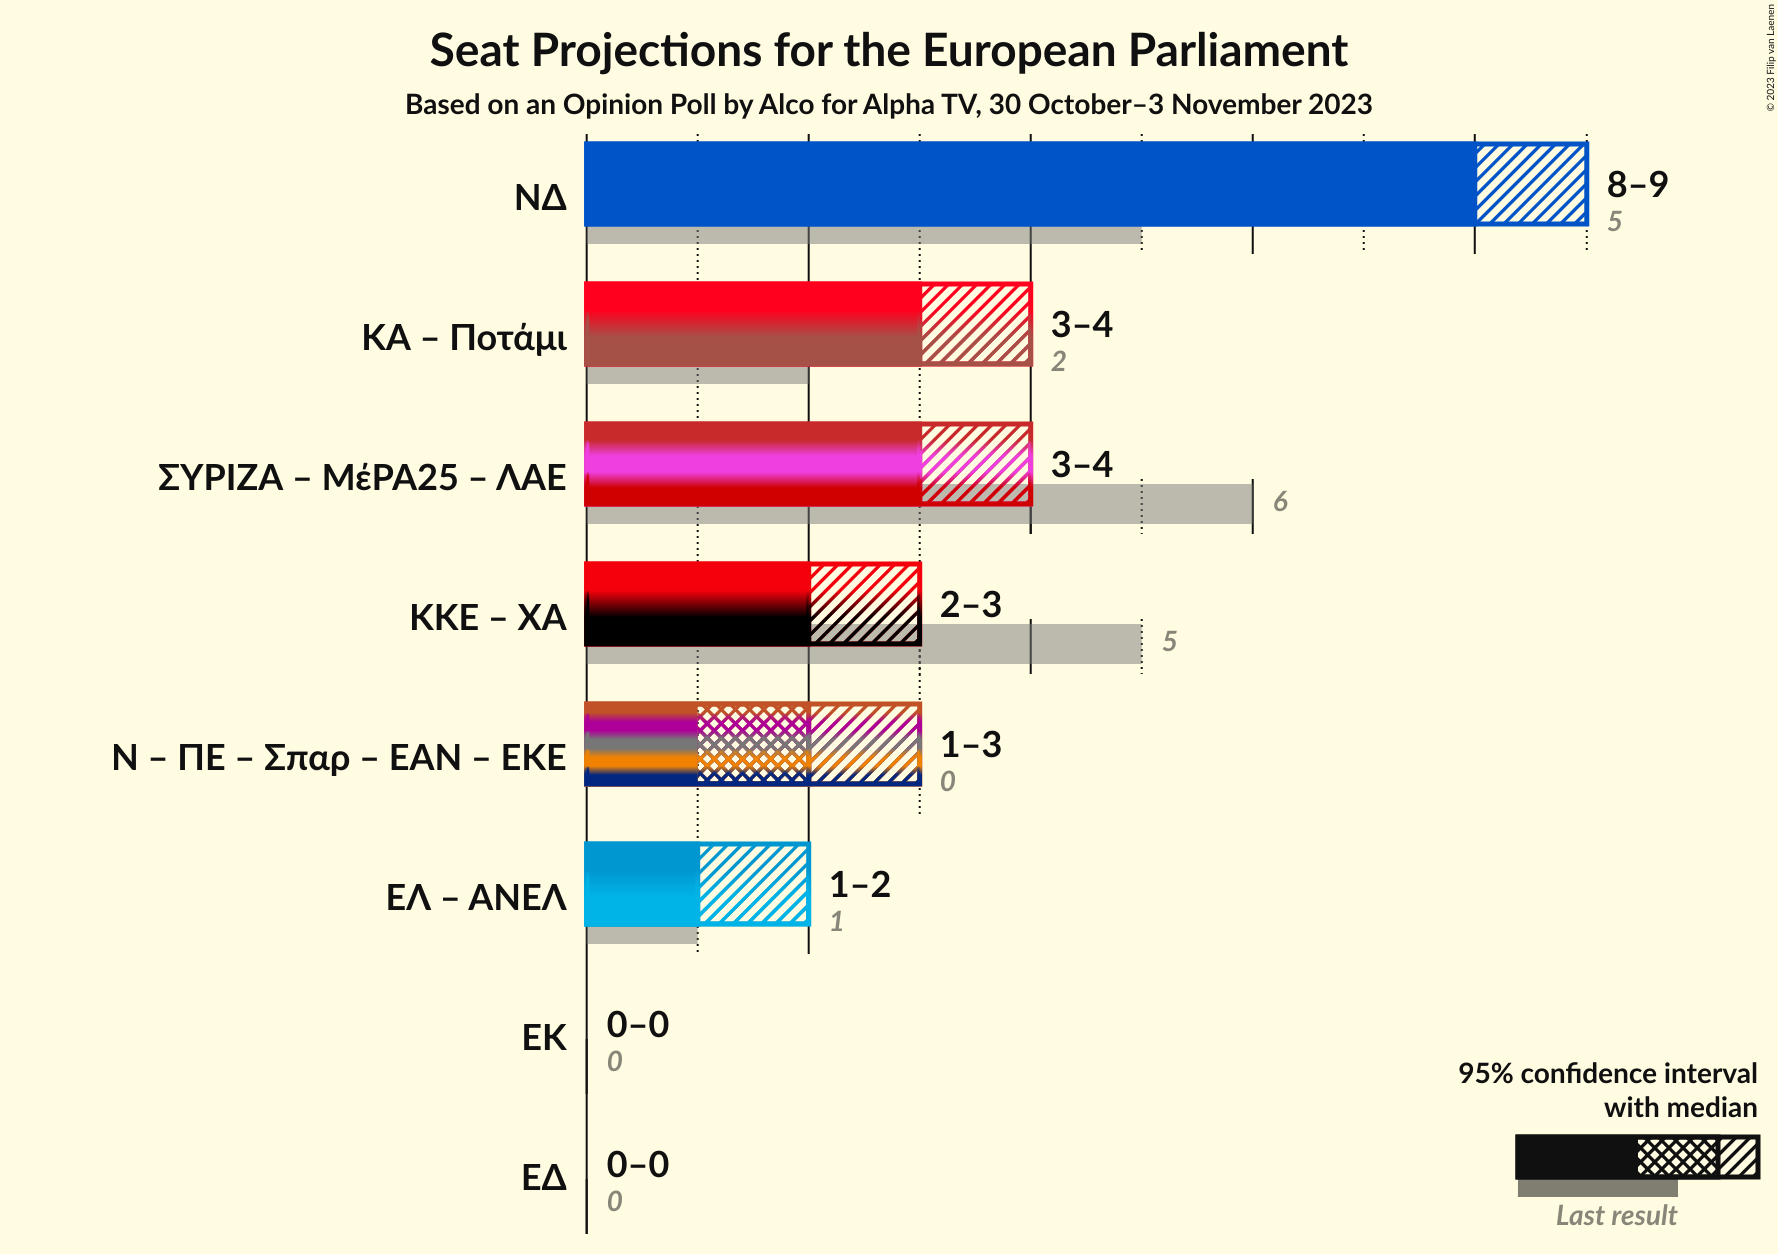 Seat Projections for the European Parliament
Based on an Opinion Poll by Alco for Alpha TV, 30 October–3 November 2023
© 2023 Filip van Laenen
ΝΔ
8–9
5
ΚΑ – Ποτάμι
3–4
2
ΣΥΡΙΖΑ – ΜέΡΑ25 – ΛΑΕ
3–4
6
ΚΚΕ – ΧΑ
2–3
5
Ν – ΠΕ – Σπαρ – ΕΑΝ – ΕΚΕ
1–3
0
ΕΛ – ΑΝΕΛ
1–2
1
ΕΚ
0–0
0
ΕΔ
0–0
0
95% confidence interval
with median
Last result